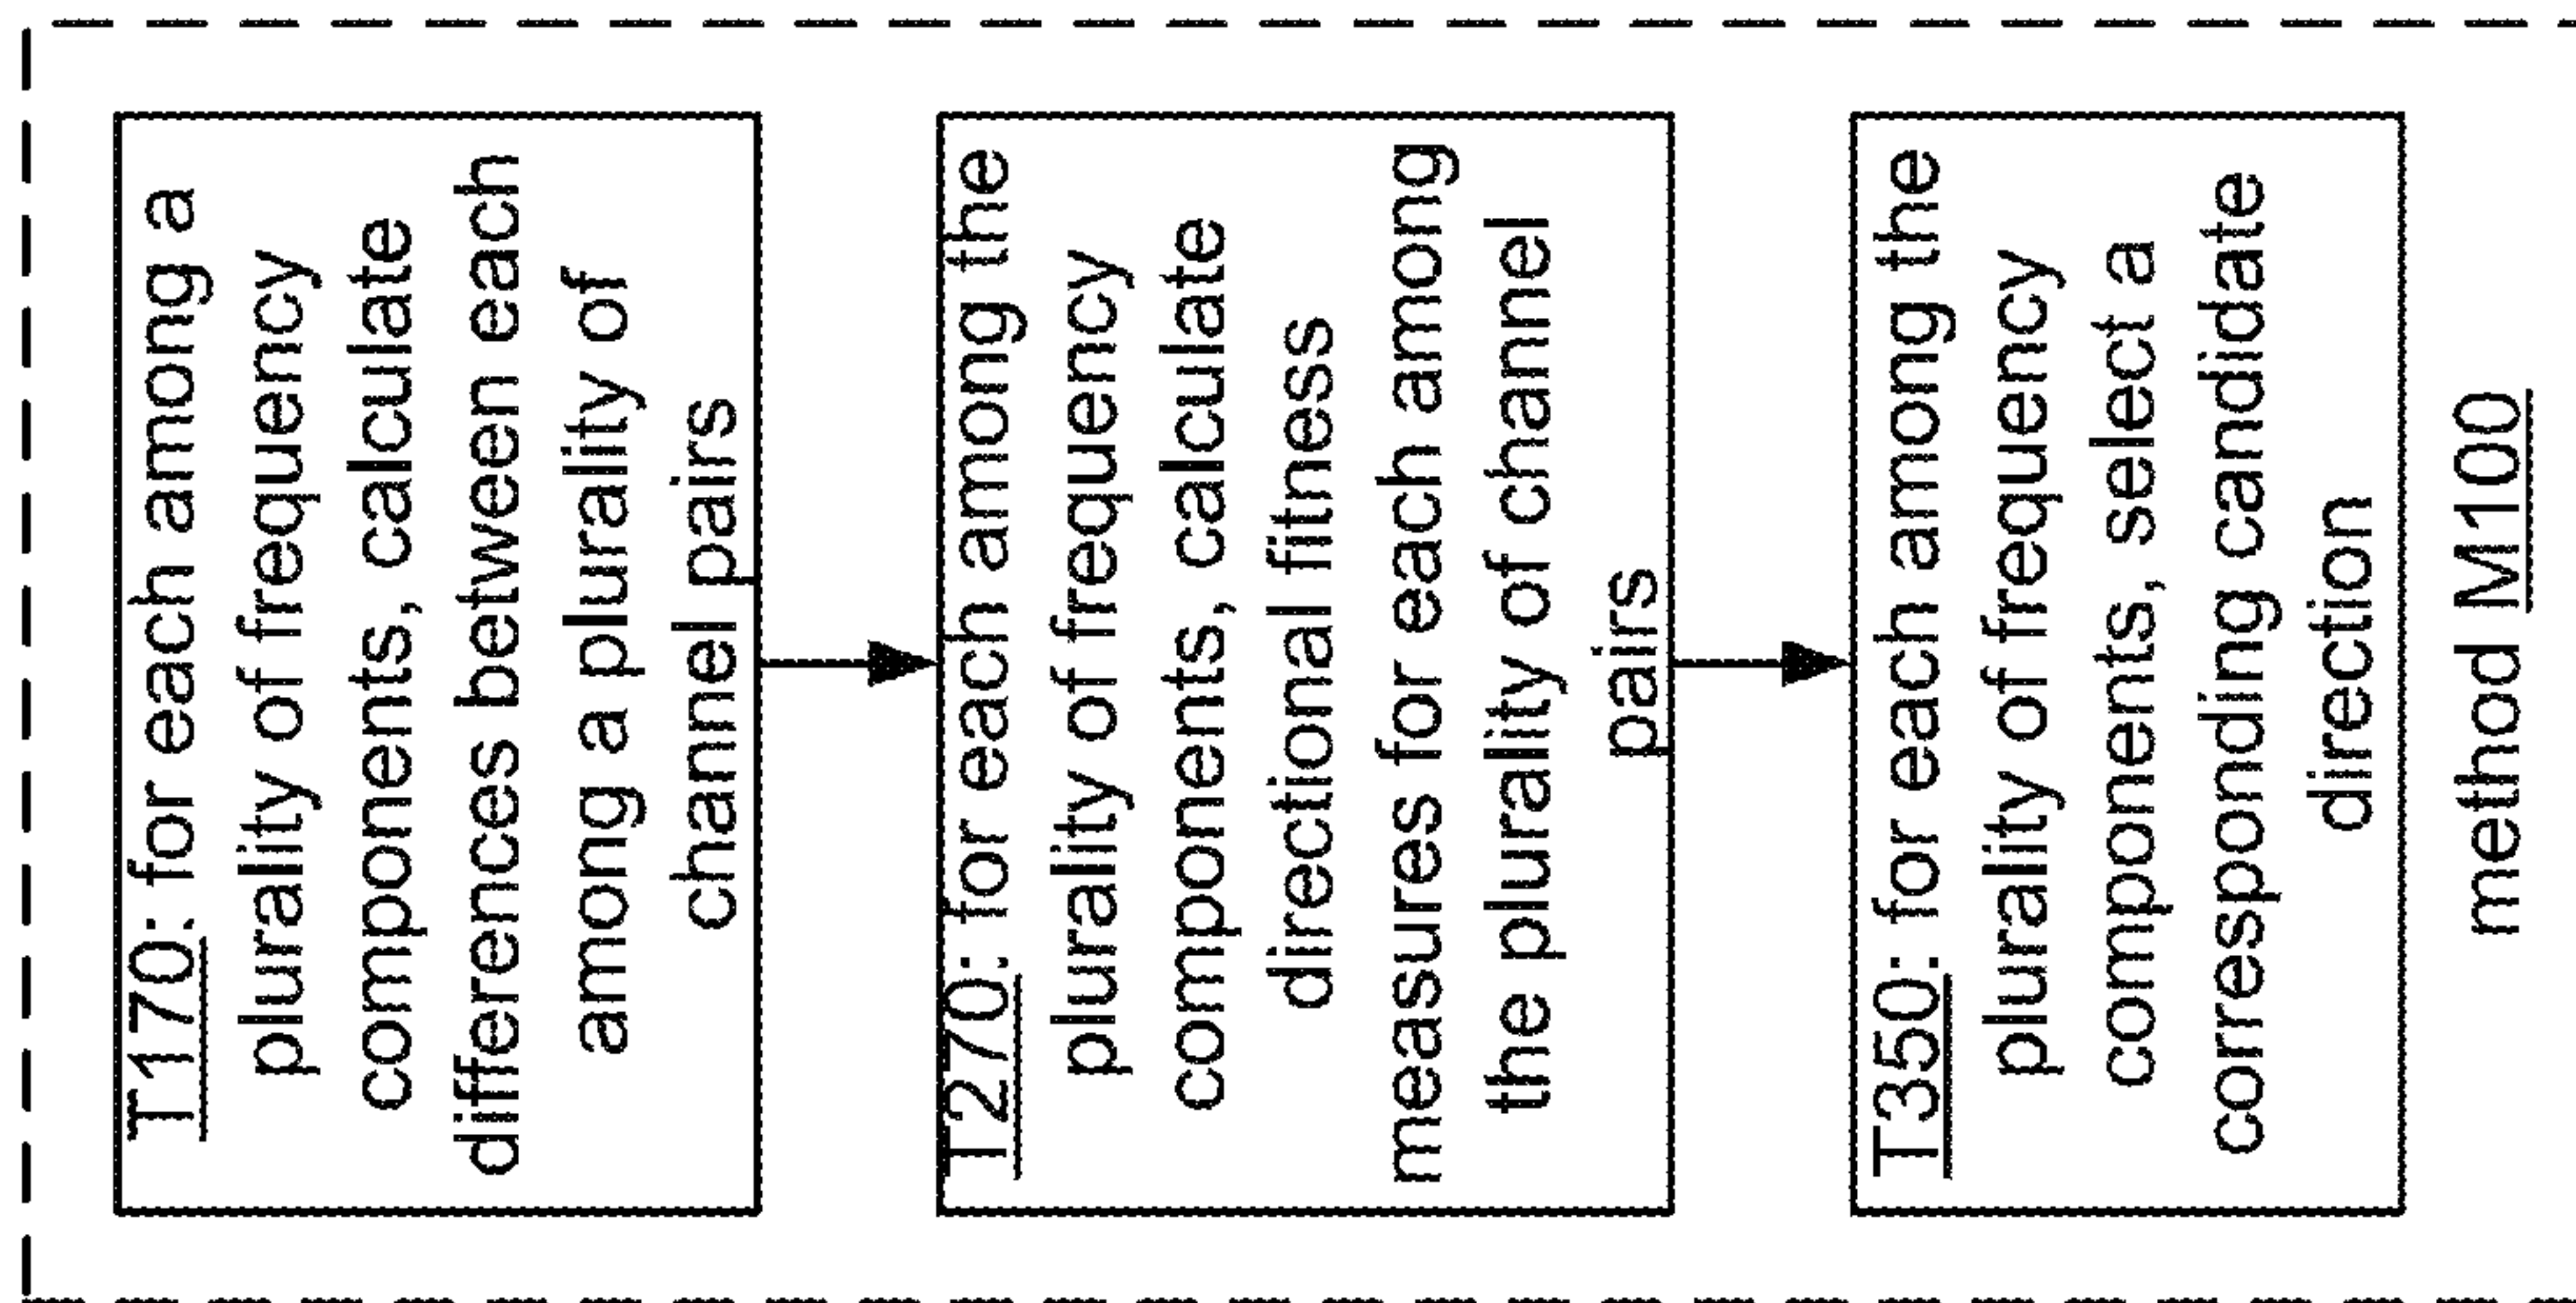 T170: for each among a
plurality of frequency
components, calculate
differences between each
among a plurality of
channel pairs
T270: for each among the
plurality of frequency
components, calculate
directional fitness
measures for each among
the plurality of channel
pairs
T350: for each among the
plurality of frequency
components, select a
corresponding candidate
direction
method M100